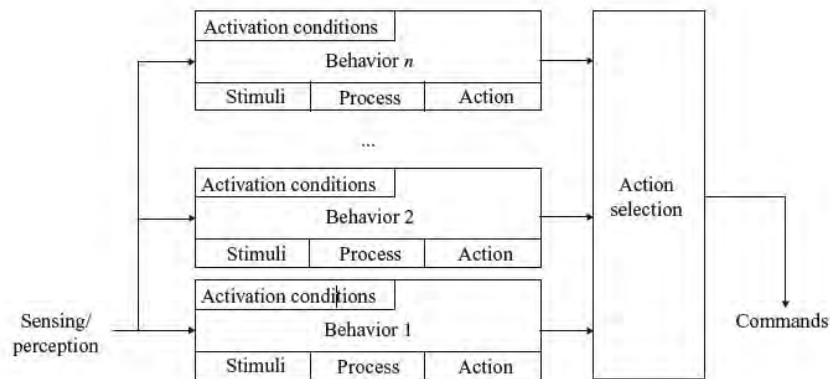 Activation conditions
Behavior n
Stimuli Process Action
...
Activation conditions
Behavior 2
Stimuli Process Action
Activation conditions
Behavior 1
Stimuli Process Action
Sensing/
perception
Action
selection
Commands